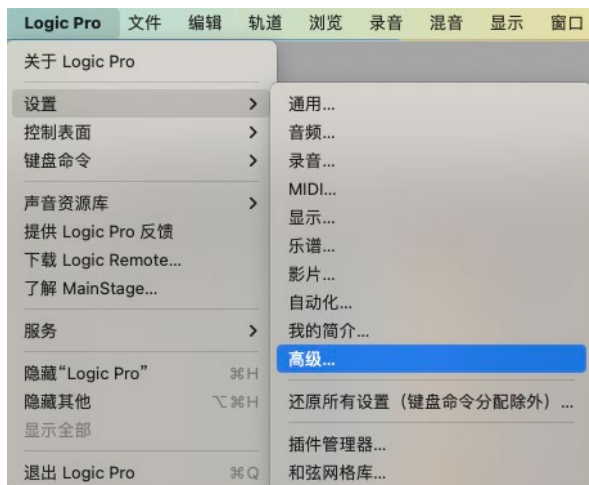 Logic Pro 文件 编辑 轨道 浏览 录音 混音 显示 窗口
关于 Logic Pro
设置
控制表面
键盘命令
声音资源库
提供 Logic Pro 反馈
下载 Logic Remote...
了解 MainStage...
服务
隐藏“Logic Pro” ⌘H
隐藏其他 ⌥⌘H
显示全部
退出 Logic Pro ⌘Q
通用...
音频...
录音...
MIDI...
显示...
乐谱...
影片...
自动化...
我的简介...
高级...
还原所有设置（键盘命令分配除外）...
插件管理器...
和弦网格库...